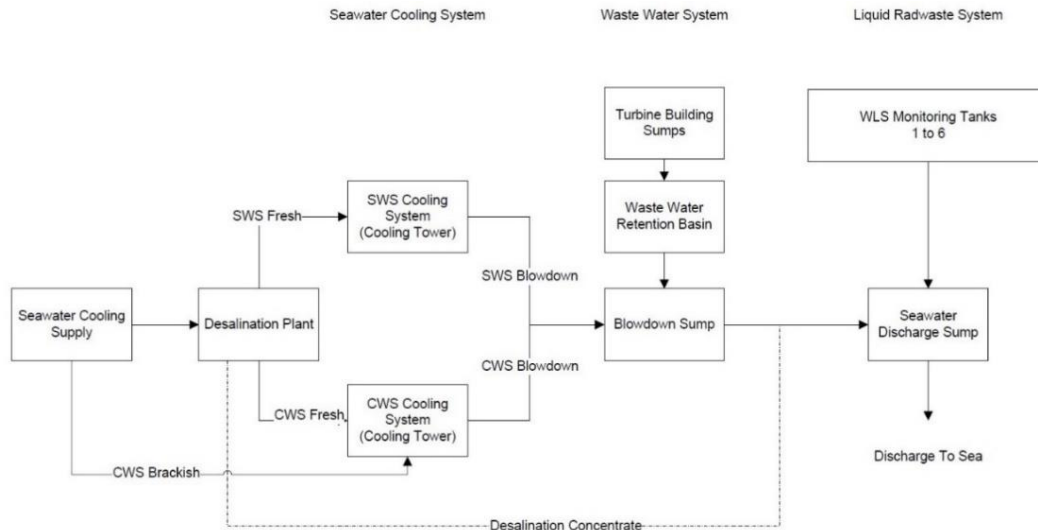 Seawater Cooling System
Waste Water System
Liquid Radwaste System
Turbine Building
Sumps
WLS Monitoring Tanks
1 to 6
SWS Fresh
SWS Cooling
System
(Cooling Tower)
Waste Water
Retention Basin
SWS Blowdown
Seawater Cooling
Supply
Desalination Plant
Blowdown Sump
Seawater
Discharge Sump
CWS Blowdown
CWS Fresh
CWS Cooling
System
(Cooling Tower)
CWS Brackish
Discharge To Sea
Desalination Concentrate